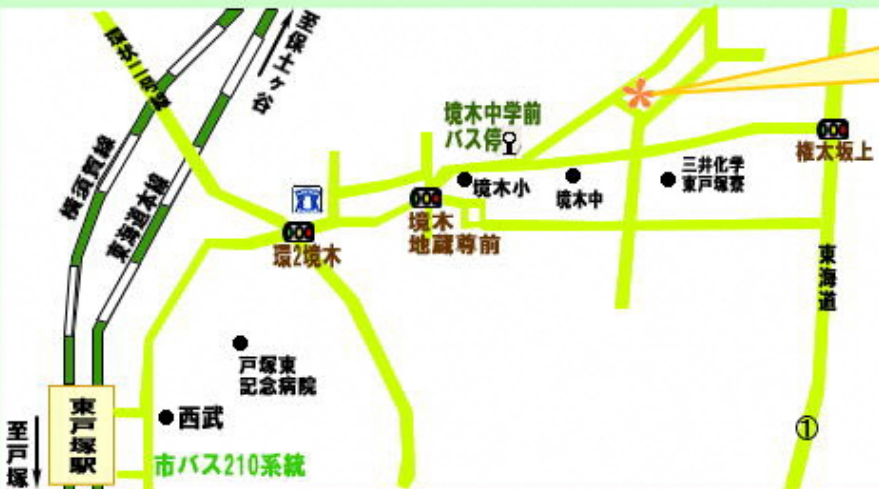 至保土ヶ谷
環状二号線
横須賀線
東海道本線
境木中学前
バス停
権太坂上
三井化学
東戸塚寮
境木小
境木中
境木
地蔵尊前
環2境木
東海道
戸塚東
記念病院
西武
東戸塚駅
至戸塚
市バス210系統
①